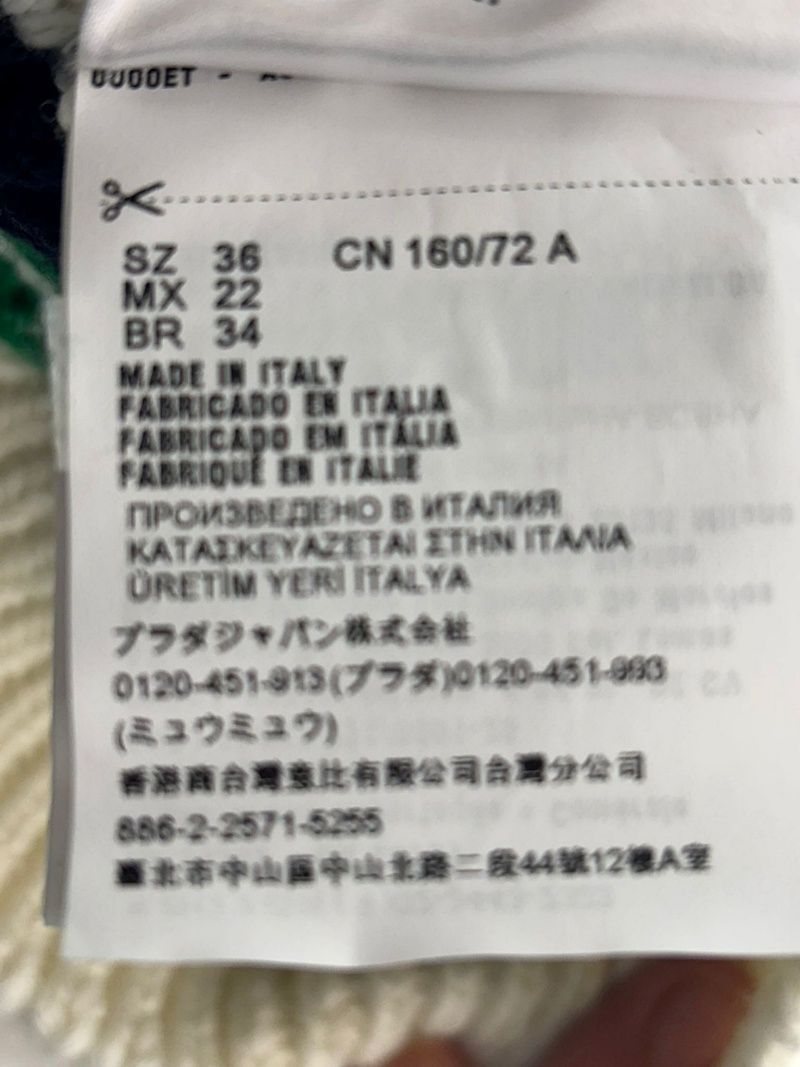 SZ 36 CN 160/72 A
MX 22
BR 34
MADE IN ITALY
FABRICADO EN ITALIA
FABRICADO EM ITÁLIA
FABRIQUÉ EN ITALIE
ПРОИЗВЕДЕНО В ИТАЛИЯ
ΚΑΤΑΣΚΕΥΑΖΕΤΑΙ ΣΤΗΝ ΙΤΑΛΙΑ
ÜRETİM YERİ İTALYA
プラダジャパン株式会社
0120-451-913(プラダ)0120-451-993
(ミュウミュウ)
香港商台灣意比有限公司台灣分公司
886-2-2571-5255
臺北市中山區中山北路二段44號12樓A室